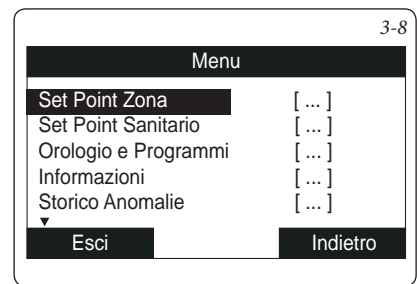 3-8
Menu
Set Point Zona [ ... ]
Set Point Sanitario [ ... ]
Orologio e Programmi [ ... ]
Informazioni [ ... ]
Storico Anomalie [ ... ]
Esci Indietro